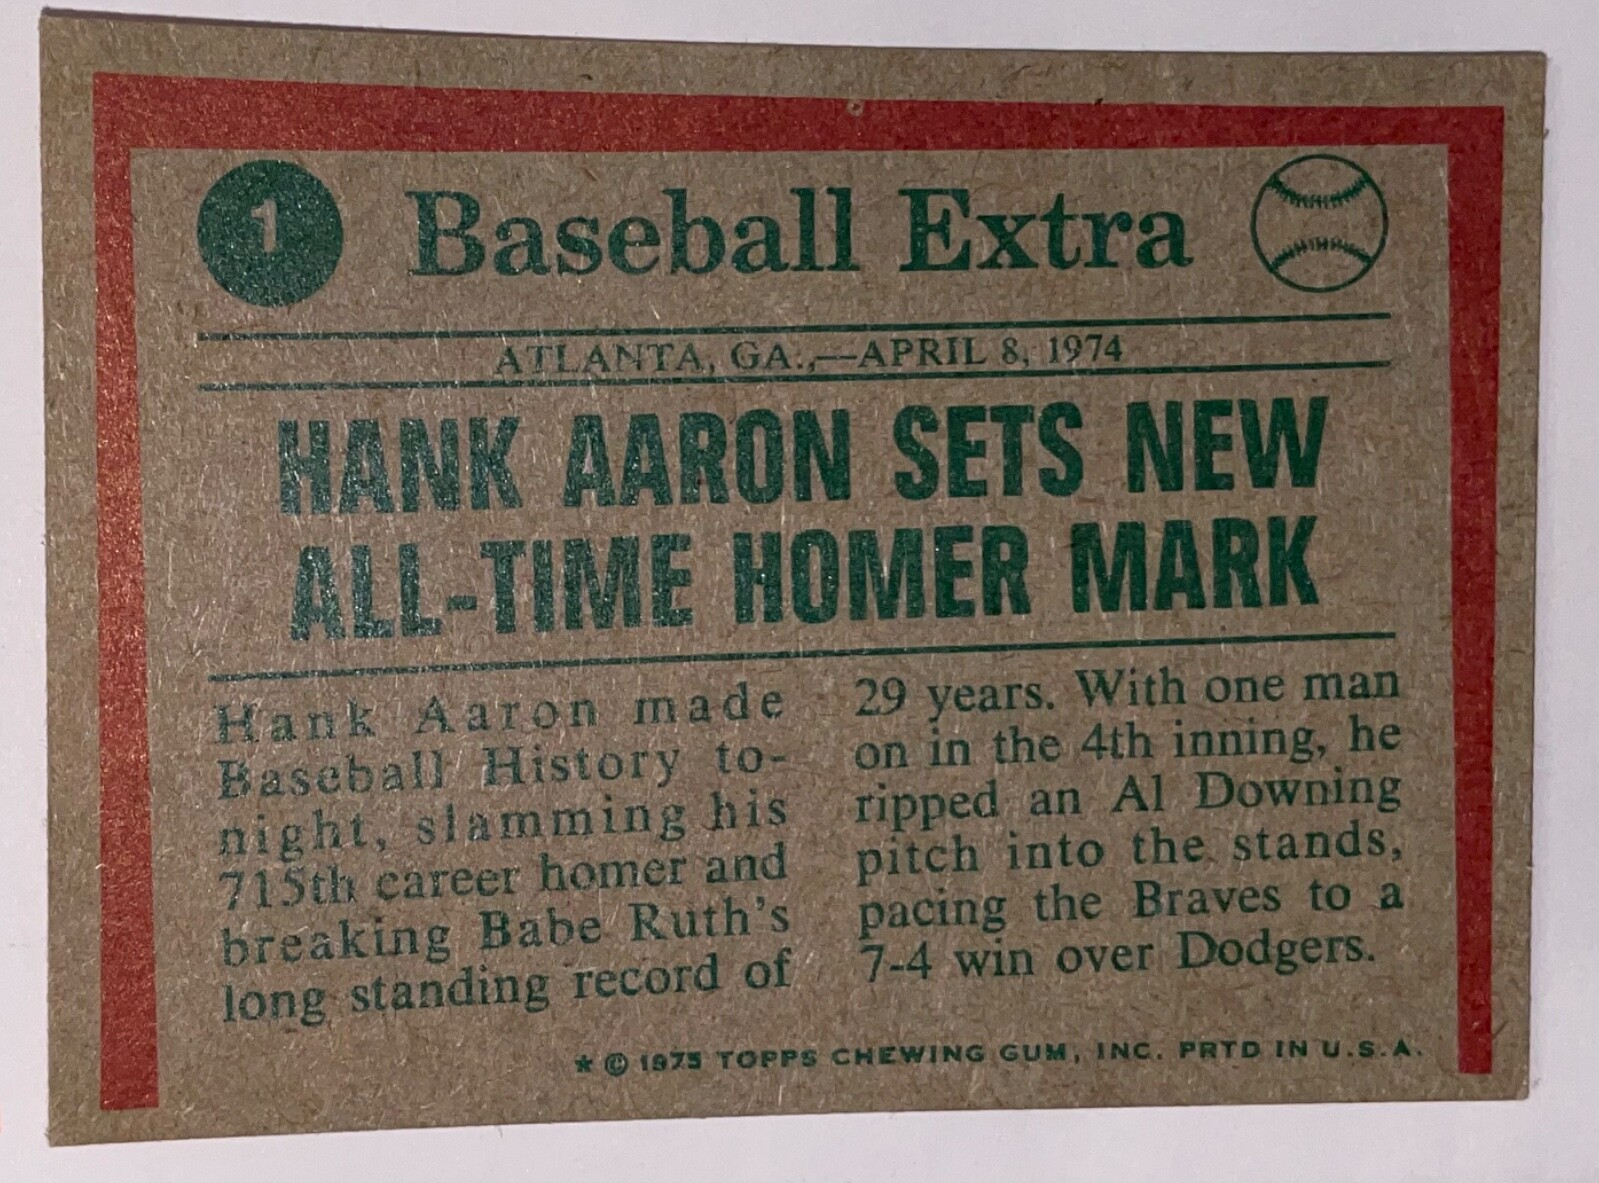 1 Baseball Extra
ATLANTA, GA.,—APRIL 8, 1974
HANK AARON SETS NEW
ALL-TIME HOMER MARK
Hank Aaron made
Baseball History to-
night, slamming his
715th career homer and
breaking Babe Ruth's
long standing record of
29 years. With one man
on in the 4th inning, he
ripped an Al Downing
pitch into the stands,
pacing the Braves to a
7-4 win over Dodgers.
* © 1975 TOPPS CHEWING GUM, INC. PRTD IN U.S.A.